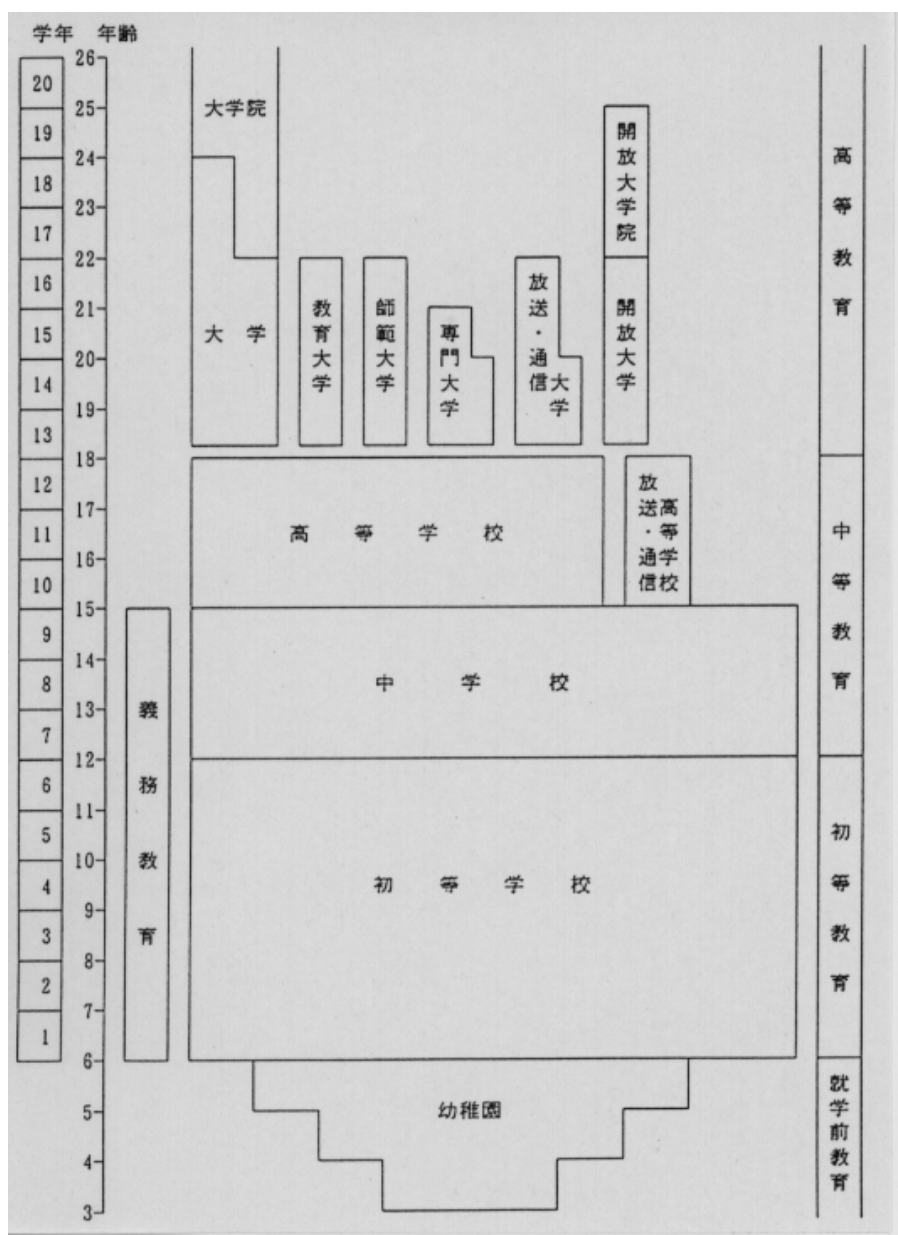 学年 年齢
26
20
25
19
24
18
23
17
22
16
21
15
20
14
19
13
18
12
17
11
16
10
15
9
14
8
13
7
12
6
11
5
10
4
9
3
8
2
7
1
6
5
4
3
義務教育
大学院
大学
教育大学
師範大学
専門大学
放送・通信大学
開放大学院
開放大学
高等学校
放送・通信高等学校
中学校
初等学校
幼稚園
高等教育
中等教育
初等教育
就学前教育